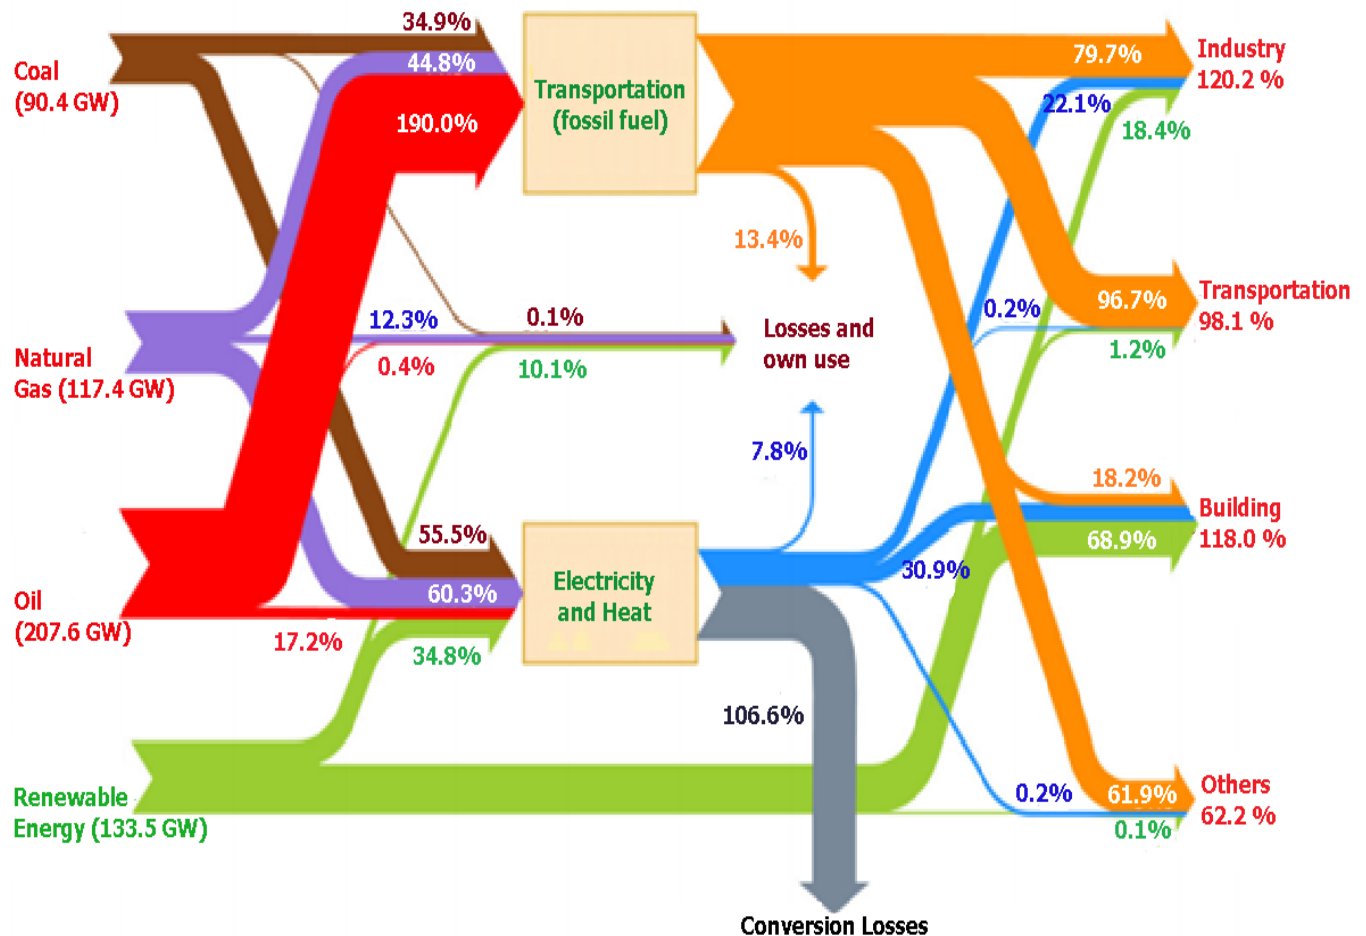 34.9%
44.8%
190.0%
Coal
(90.4 GW)
Transportation
(fossil fuel)
79.7%
22.1%
18.4%
Industry
120.2 %
13.4%
12.3%
0.1%
0.4%
10.1%
Losses and
own use
0.2%
96.7%
1.2%
Transportation
98.1 %
Natural
Gas (117.4 GW)
7.8%
18.2%
Building
118.0 %
68.9%
30.9%
55.5%
60.3%
Electricity
and Heat
Oil
(207.6 GW)
17.2%
34.8%
106.6%
Renewable
Energy (133.5 GW)
0.2%
61.9%
0.1%
Others
62.2 %
Conversion Losses